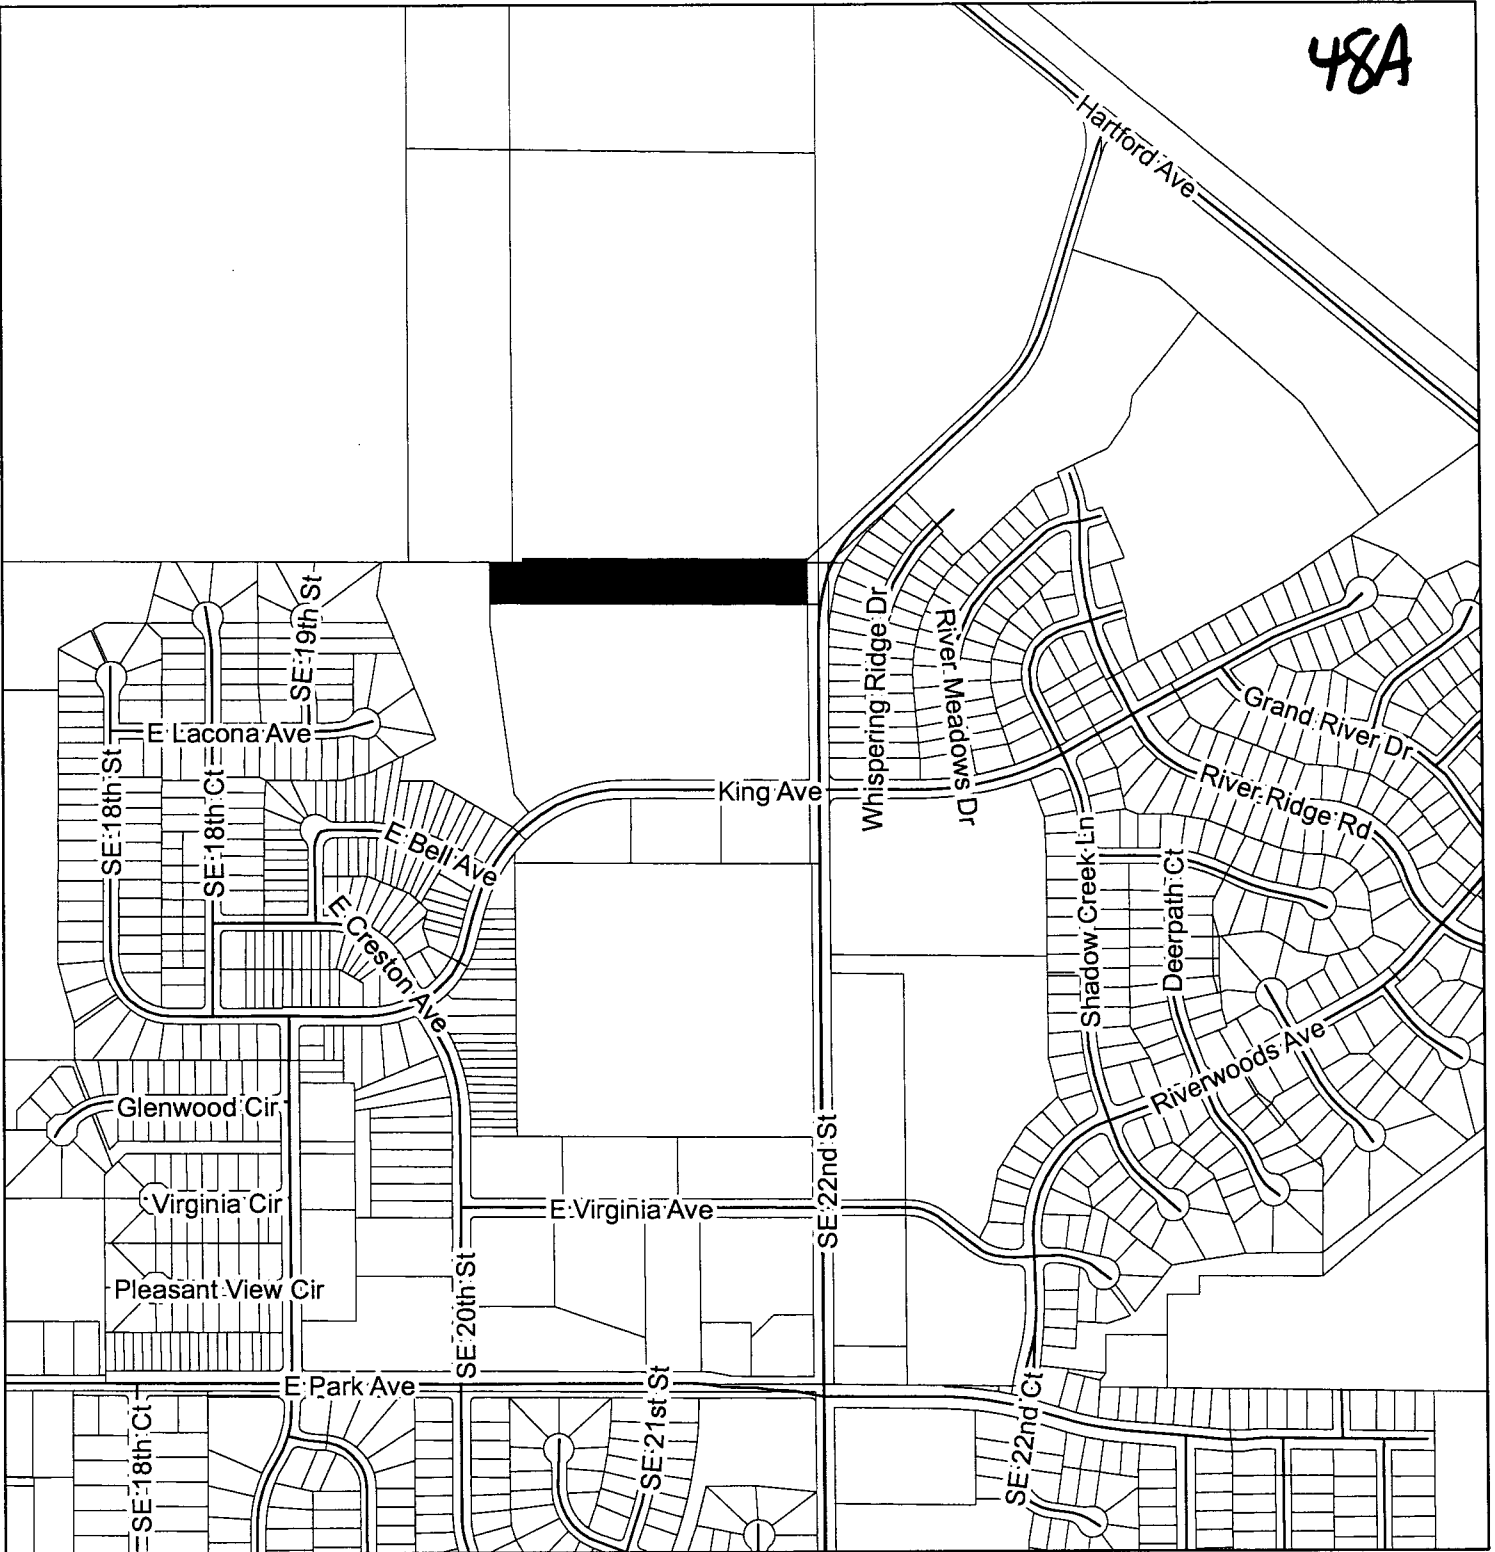 48A
Hartford Ave
SE 19th St
Whispering Ridge Dr
River Meadows Dr
Grand River Dr
E Lacona Ave
SE 18th St
SE 18th Ct
King Ave
River Ridge Rd
E Bell Ave
Shadow Creek Ln
Deerpath Ct
E Creston Ave
Riverwoods Ave
Glenwood Cir
SE 22nd St
Virginia Cir
E Virginia Ave
Pleasant View Cir
SE 20th St
E Park Ave
SE 21st St
SE 22nd Ct
SE 18th Ct